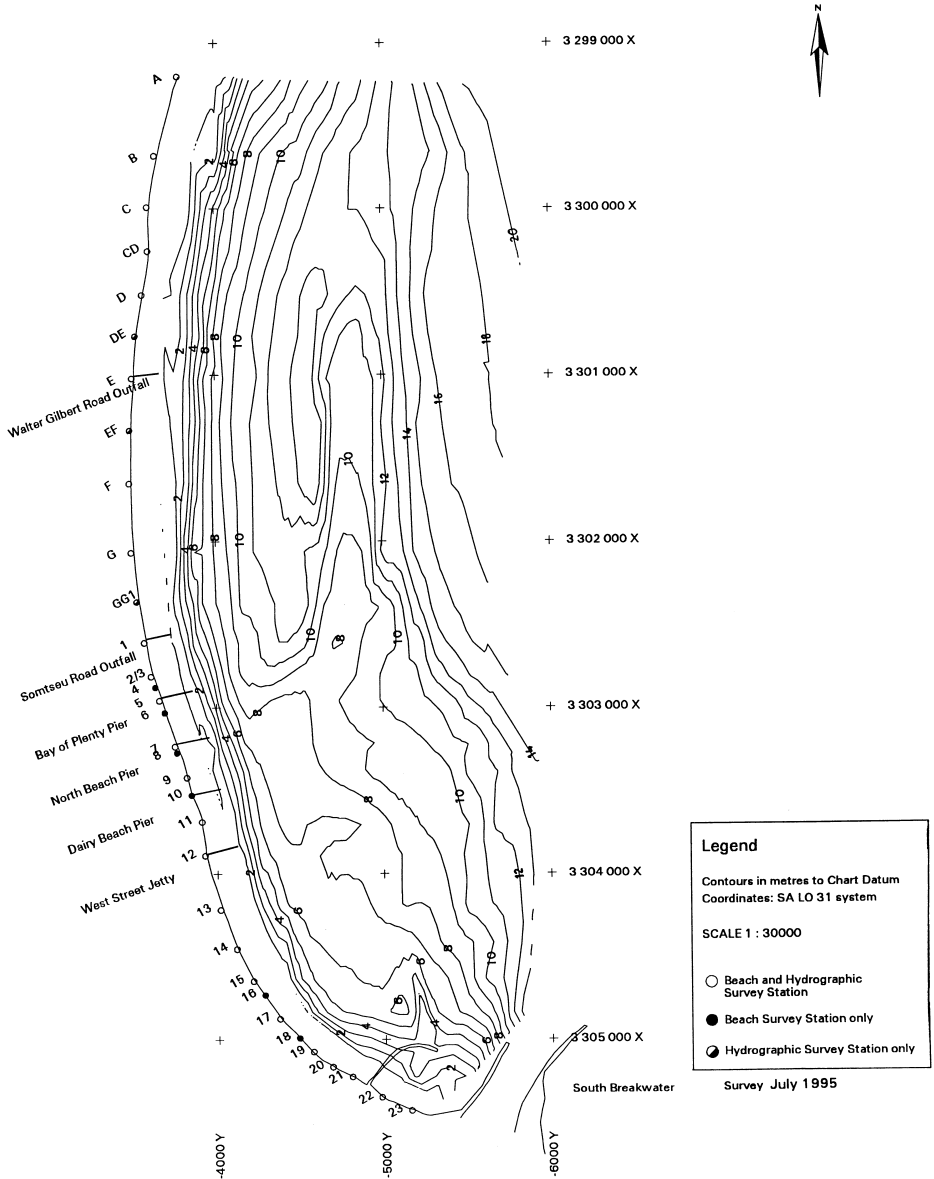 N
3 299 000 X
A
B
2
4
8
8
10
C
3 300 000 X
20
CD
D
DE
2
4
8
8
10
18
E
3 301 000 X
Walter Gilbert Road Outfall
16
EF
14
10
12
F
2
G
4
8
8
10
3 302 000 X
GG1
1
10
8
10
Somtseu Road Outfall
2/3
4
5
6
2
3 303 000 X
Bay of Plenty Pier
8
7
8
4
6
14
North Beach Pier
9
10
8
10
Dairy Beach Pier
11
12
2
3 304 000 X
12
West Street Jetty
13
4
6
14
8
10
6
15
16
6
17
4
4
2
18
3 305 000 X
6
8
19
20
21
2
22
23
South Breakwater
-4000 Y
-5000 Y
-6000 Y
Legend
Contours in metres to Chart Datum
Coordinates: SA LO 31 system
SCALE 1 : 30000
Beach and Hydrographic
Survey Station
Beach Survey Station only
Hydrographic Survey Station only
Survey July 1995